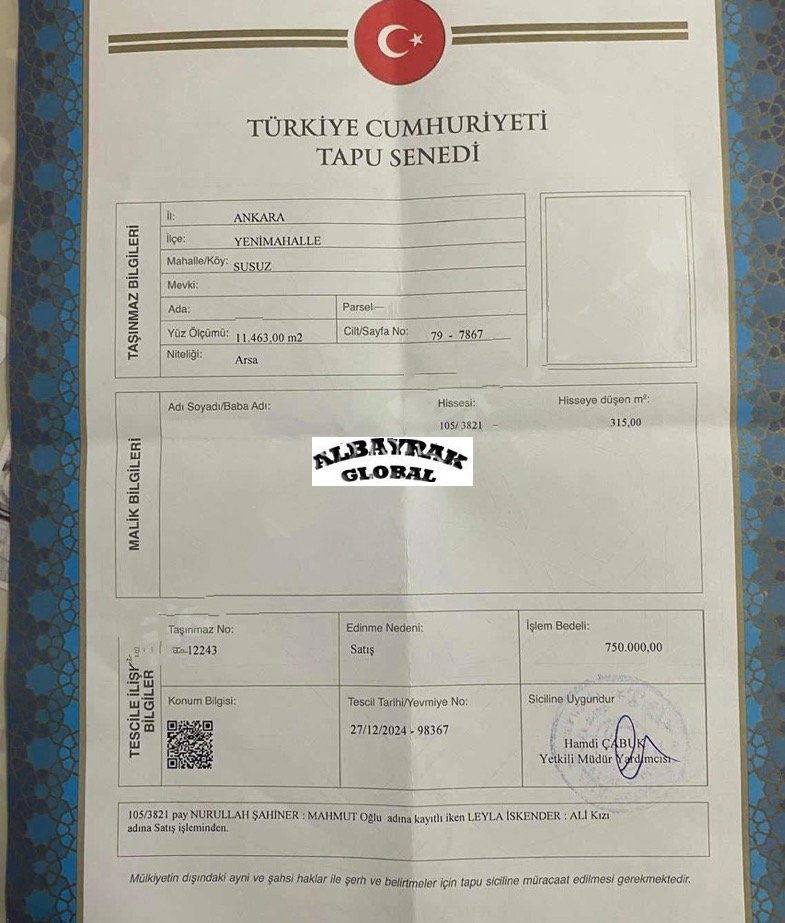 TÜRKİYE CUMHURİYETİ
TAPU SENEDİ
TAŞINMAZ BİLGİLERİ
İl: ANKARA
İlçe: YENİMAHALLE
Mahalle/Köy: SUSUZ
Mevki:
Ada: Parsel
Yüz Ölçümü: 11.463,00 m2 Cilt/Sayfa No: 79 - 7867
Niteliği: Arsa
MALİK BİLGİLERİ
Adı Soyadı/Baba Adı: Hissesi: Hisseye düşen m²:
105/ 3821 - 315,00
ALBAYRAK
GLOBAL
TESCİLE İLİŞK
BİLGİLER
Taşınmaz No: Edinme Nedeni: İşlem Bedeli:
12243 Satış 750.000,00
Konum Bilgisi: Tescil Tarihi/Yevmiye No: Siciline Uygundur
27/12/2024 - 98367
Hamdi ÇABUK
Yetkili Müdür Yardımcısı
105/3821 pay NURULLAH ŞAHİNER : MAHMUT Oğlu adına kayıtlı iken LEYLA İSKENDER : ALİ Kızı
adına Satış işleminden.
Mülkiyetin dışındaki ayni ve şahsi haklar ile şerh ve belirtmeler için tapu siciline müracaat edilmesi gerekmektedir.